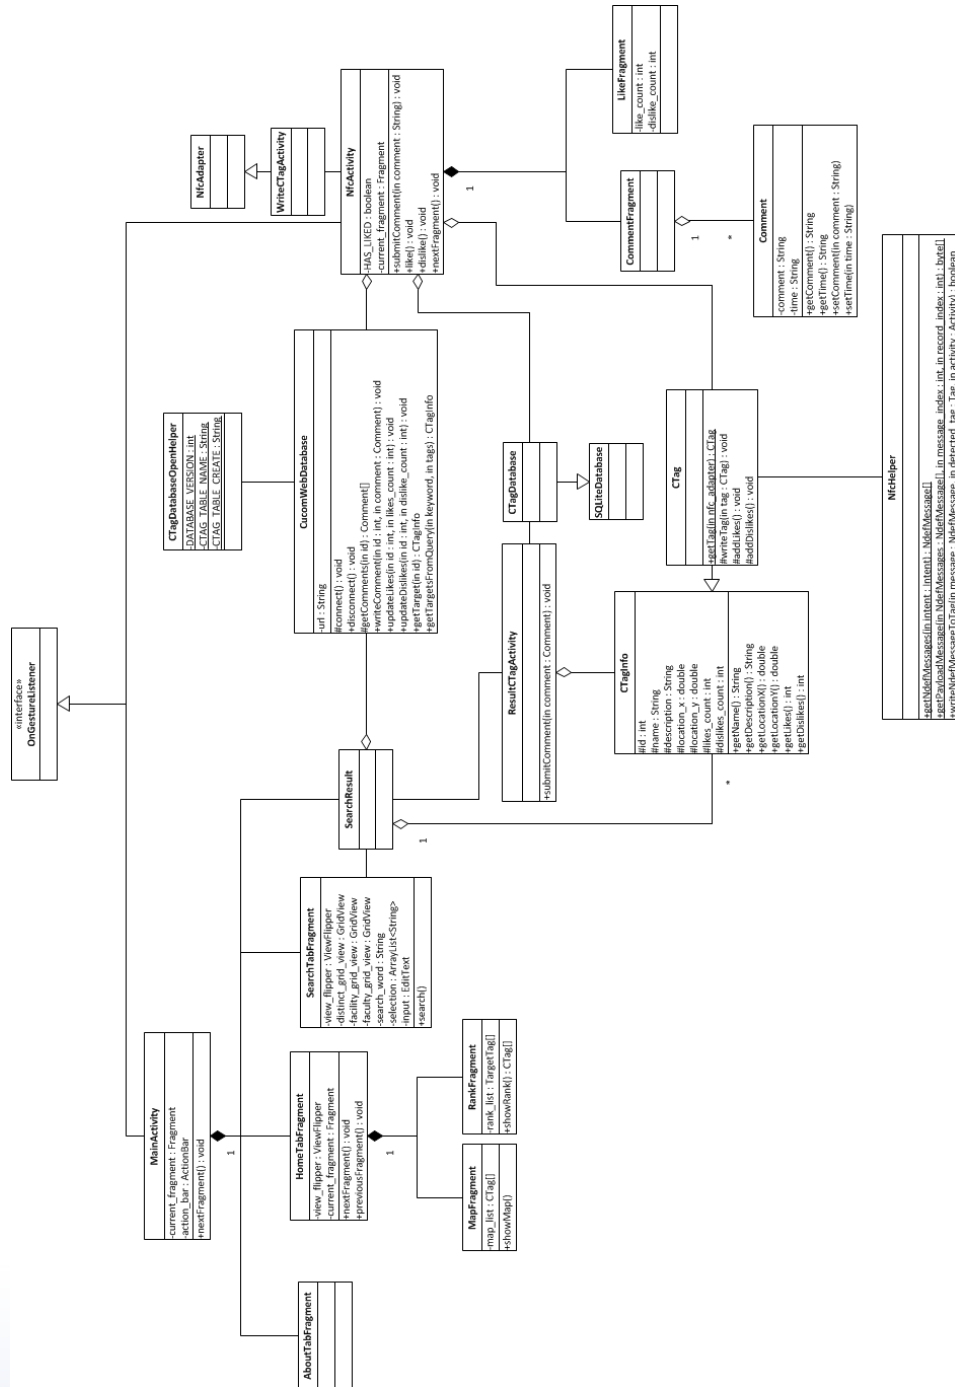 «interface»
OnGestureListener
MainActivity
-current_fragment : Fragment
-action_bar : ActionBar
+nextFragment() : void
1
AboutTabFragment
HomeTabFragment
-view_flipper : ViewFlipper
-current_fragment : Fragment
+nextFragment() : void
+previousFragment() : void
1
MapFragment
-map_list : CTag[]
+showMap()
RankFragment
-rank_list : TargetTag[]
+showRank() : CTag[]
SearchTabFragment
-view_flipper : ViewFlipper
-distinct_grid_view : GridView
-facility_grid_view : GridView
-faculty_grid_view : GridView
-search_word : String
-selection : ArrayList<String>
-input : EditText
+search()
SearchResult
1
*
CTagDatabaseOpenHelper
-DATABASE_VERSION : int
-CTAG_TABLE_NAME : String
-CTAG_TABLE_CREATE : String
CucomWebDatabase
-url : String
#connect() : void
+disconnect() : void
#getComments(in id) : Comment[]
+writeComment(in id : int, in comment : Comment) : void
+updateLikes(in id : int, in likes_count : int) : void
+updateDislikes(in id : int, in dislike_count : int) : void
+getTarget(in id) : CTagInfo
+getTargetsFromQuery(in keyword, in tags) : CTagInfo
ResultCTagActivity
+submitComment(in comment : Comment) : void
CTagDatabase
SQLiteDatabase
CTagInfo
#id : int
#name : String
#description : String
#location_x : double
#location_y : double
#likes_count : int
#dislikes_count : int
+getName() : String
+getDescription() : String
+getLocationX() : double
+getLocationY() : double
+getLikes() : int
+getDislikes() : int
CTag
+getTag(in nfc_adapter) : CTag
#writeTag(in tag : CTag) : void
#addLikes() : void
#addDislikes() : void
NfcAdapter
WriteCTagActivity
NfcActivity
-HAS_LIKED : boolean
-current_fragment : Fragment
+submitComment(in comment : String) : void
+like() : void
+dislike() : void
+nextFragment() : void
1
LikeFragment
-like_count : int
-dislike_count : int
CommentFragment
1
*
Comment
-comment : String
-time : String
+getComment() : String
+getTime() : String
+setComment(in comment : String)
+setTime(in time : String)
NfcHelper
+getNdefMessages(in intent : Intent) : NdefMessage[]
+getPayloadMessage(in NdefMessages : NdefMessage[], in message_index : int, in record_index : int) : byte[]
+writeNdefMessageToTag(in message : NdefMessage, in detected_tag : Tag, in activity : Activity) : boolean